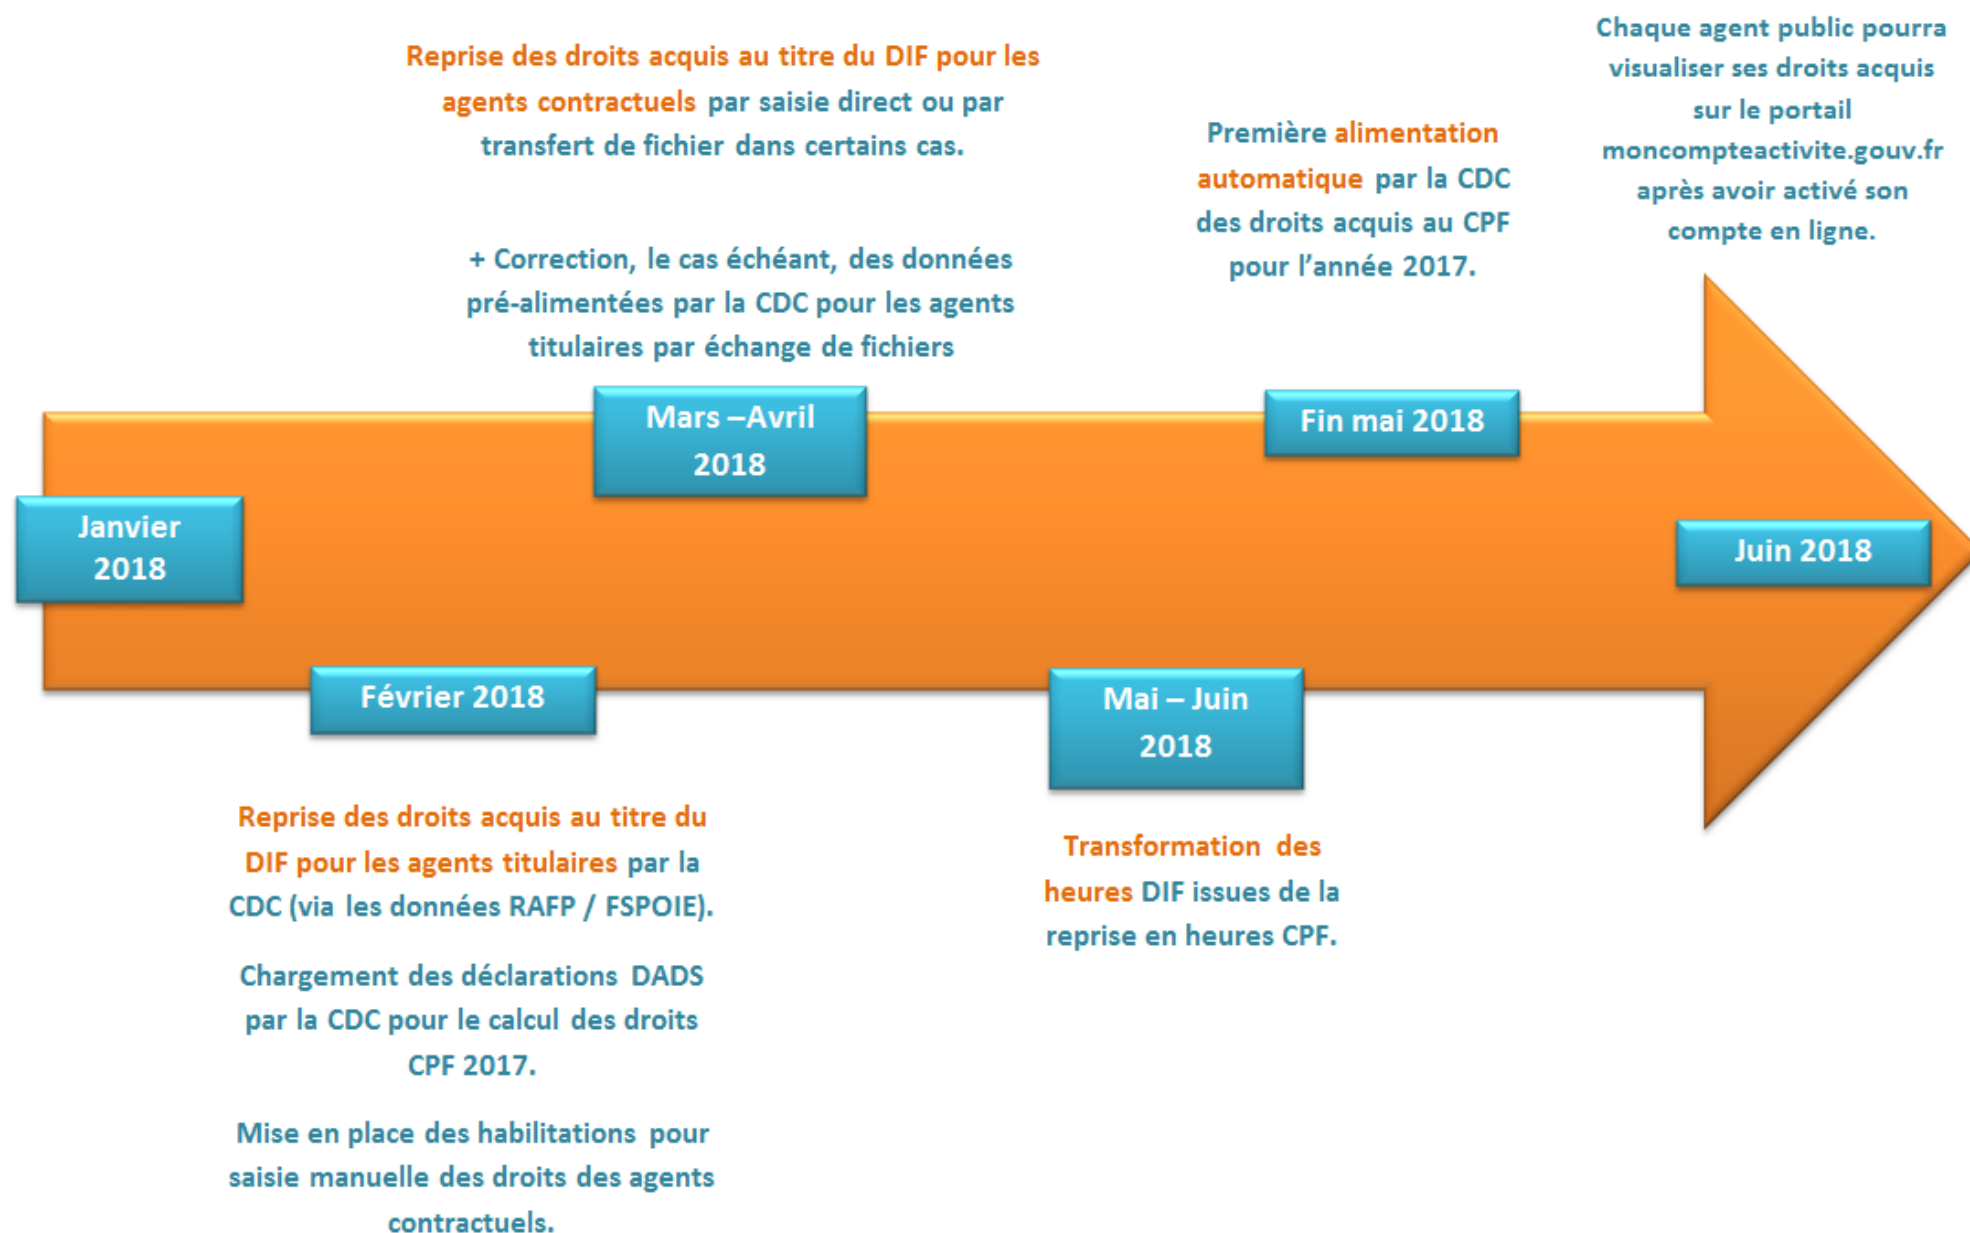 Reprise des droits acquis au titre du DIF pour les
agents contractuels par saisie direct ou par
transfert de fichier dans certains cas.
+ Correction, le cas échéant, des données
pré-alimentées par la CDC pour les agents
titulaires par échange de fichiers
Première alimentation
automatique par la CDC
des droits acquis au CPF
pour l’année 2017.
Chaque agent public pourra
visualiser ses droits acquis
sur le portail
moncompteactivite.gouv.fr
après avoir activé son
compte en ligne.
Janvier
2018
Mars –Avril
2018
Fin mai 2018
Juin 2018
Février 2018
Mai – Juin
2018
Reprise des droits acquis au titre du
DIF pour les agents titulaires par la
CDC (via les données RAFP / FSPOIE).
Chargement des déclarations DADS
par la CDC pour le calcul des droits
CPF 2017.
Mise en place des habilitations pour
saisie manuelle des droits des agents
contractuels.
Transformation des
heures DIF issues de la
reprise en heures CPF.